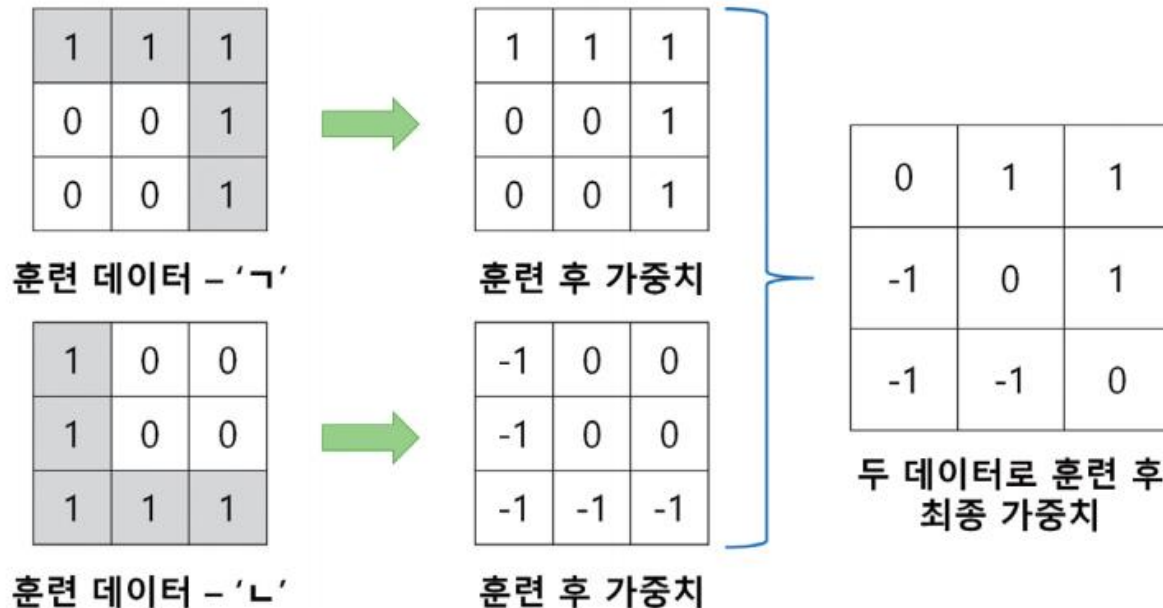 1 1 1
0 0 1
0 0 1
훈련 데이터 – ‘ㄱ’
1 1 1
0 0 1
0 0 1
훈련 후 가중치
1 0 0
1 0 0
1 1 1
훈련 데이터 – ‘ㄴ’
-1 0 0
-1 0 0
-1 -1 -1
훈련 후 가중치
0 1 1
-1 0 1
-1 -1 0
두 데이터로 훈련 후
최종 가중치